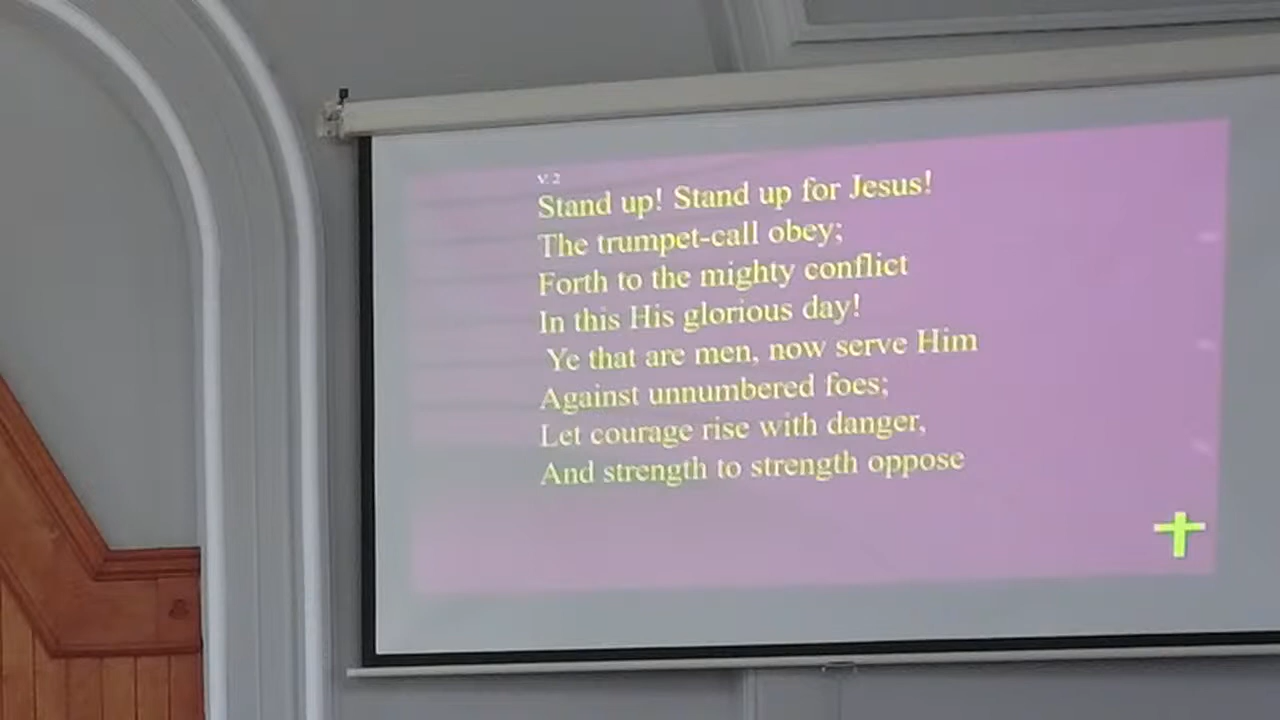 V. 2
Stand up! Stand up for Jesus!
The trumpet-call obey;
Forth to the mighty conflict
In this His glorious day!
Ye that are men, now serve Him
Against unnumbered foes;
Let courage rise with danger,
And strength to strength oppose